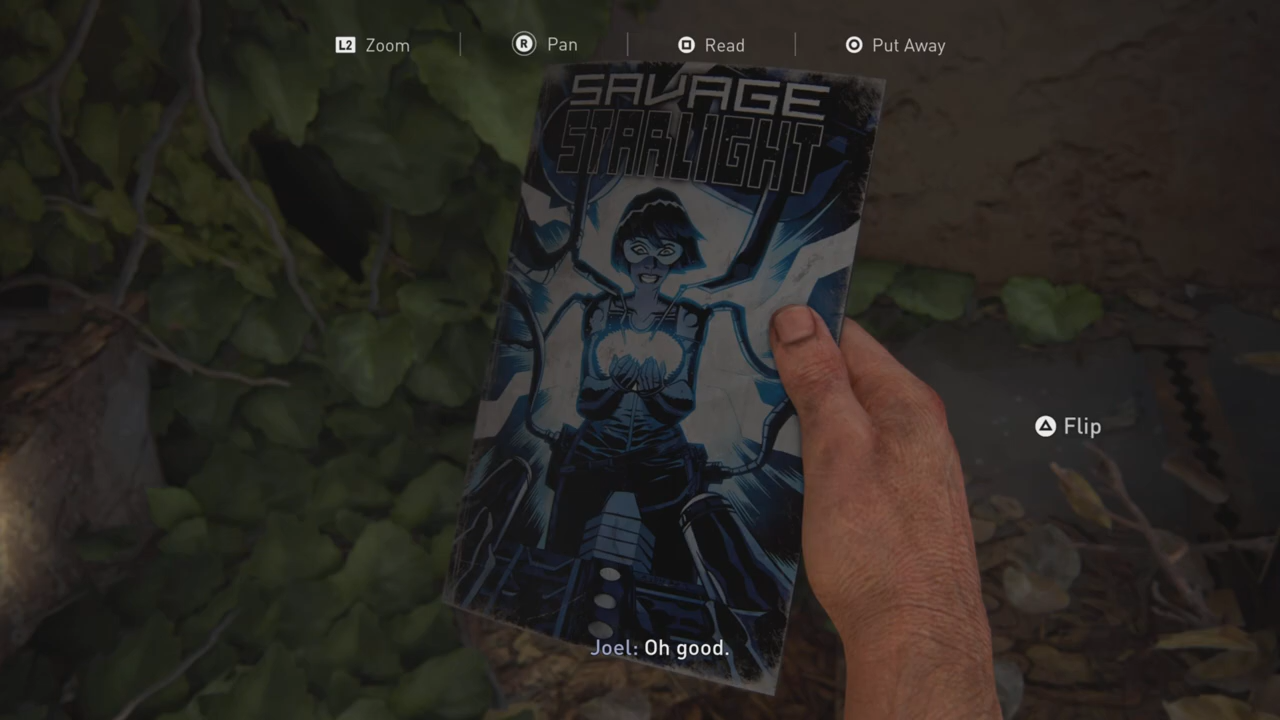 L2 Zoom
R Pan
Read
Put Away
SAVAGE
STARLIGHT
Flip
Joel: Oh good.